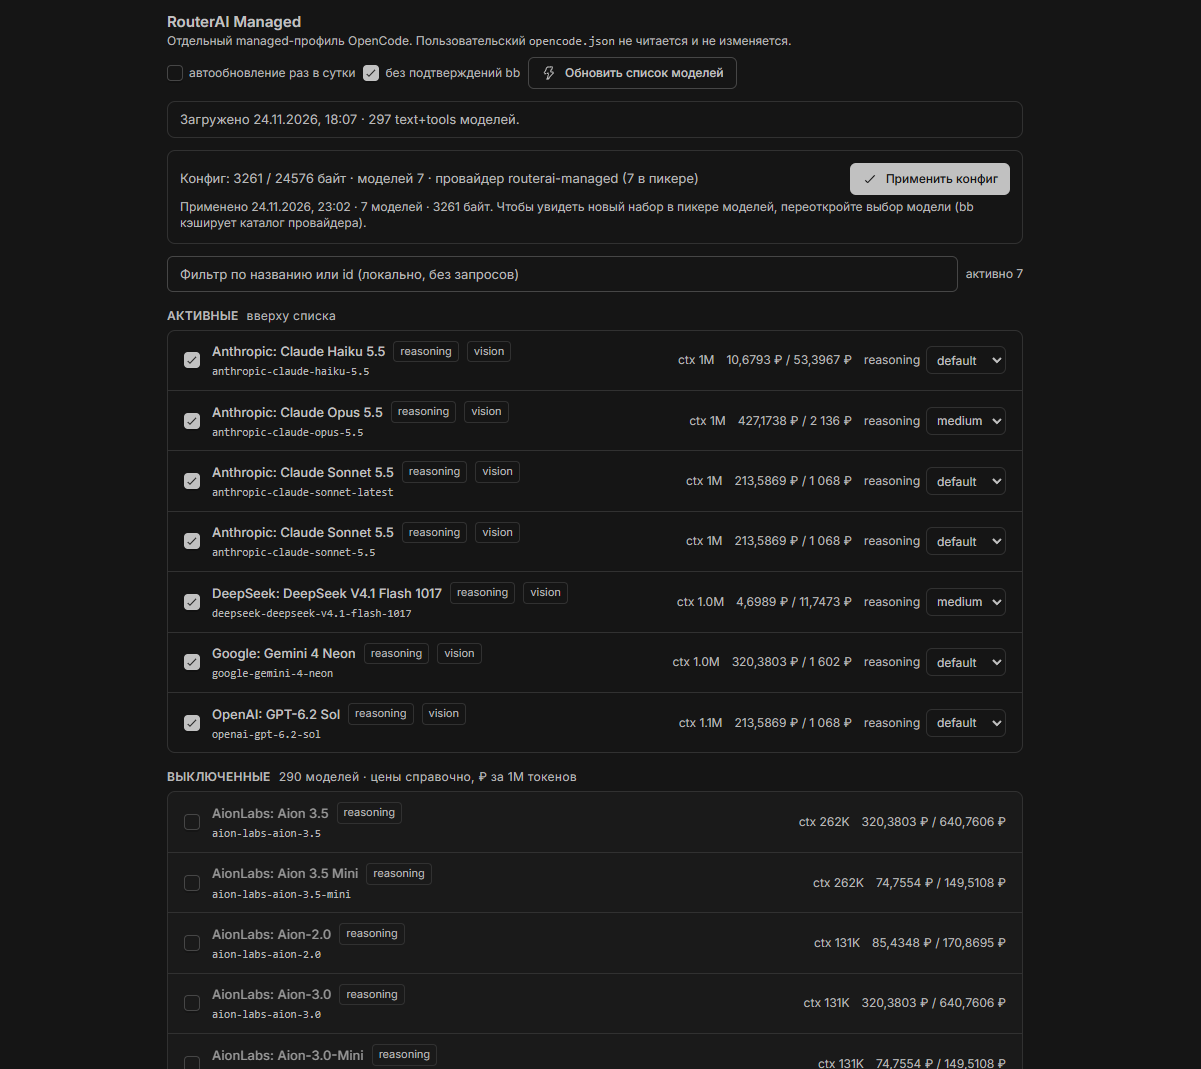 RouterAI Managed
Отдельный managed-профиль OpenCode. Пользовательский opencode.json не читается и не изменяется.
автообновление раз в сутки без подтверждений bb Обновить список моделей
Загружено 24.11.2026, 18:07 · 297 text+tools моделей.
Конфиг: 3261 / 24576 байт · моделей 7 · провайдер routerai-managed (7 в пикере)
Применить конфиг
Применено 24.11.2026, 23:02 · 7 моделей · 3261 байт. Чтобы увидеть новый набор в пикере моделей, переоткройте выбор модели (bb
кэширует каталог провайдера).
Фильтр по названию или id (локально, без запросов) активно 7
АКТИВНЫЕ вверху списка
Anthropic: Claude Haiku 5.5 reasoning vision
anthropic-claude-haiku-5.5
ctx 1M 10,6793 ₽ / 53,3967 ₽ reasoning default
Anthropic: Claude Opus 5.5 reasoning vision
anthropic-claude-opus-5.5
ctx 1M 427,1738 ₽ / 2 136 ₽ reasoning medium
Anthropic: Claude Sonnet 5.5 reasoning vision
anthropic-claude-sonnet-latest
ctx 1M 213,5869 ₽ / 1 068 ₽ reasoning default
Anthropic: Claude Sonnet 5.5 reasoning vision
anthropic-claude-sonnet-5.5
ctx 1M 213,5869 ₽ / 1 068 ₽ reasoning default
DeepSeek: DeepSeek V4.1 Flash 1017 reasoning vision
deepseek-deepseek-v4.1-flash-1017
ctx 1.0M 4,6989 ₽ / 11,7473 ₽ reasoning medium
Google: Gemini 4 Neon reasoning vision
google-gemini-4-neon
ctx 1.0M 320,3803 ₽ / 1 602 ₽ reasoning default
OpenAI: GPT-6.2 Sol reasoning vision
openai-gpt-6.2-sol
ctx 1.1M 213,5869 ₽ / 1 068 ₽ reasoning default
ВЫКЛЮЧЕННЫЕ 290 моделей · цены справочно, ₽ за 1M токенов
AionLabs: Aion 3.5 reasoning
aion-labs-aion-3.5
ctx 262K 320,3803 ₽ / 640,7606 ₽
AionLabs: Aion 3.5 Mini reasoning
aion-labs-aion-3.5-mini
ctx 262K 74,7554 ₽ / 149,5108 ₽
AionLabs: Aion-2.0 reasoning
aion-labs-aion-2.0
ctx 131K 85,4348 ₽ / 170,8695 ₽
AionLabs: Aion-3.0 reasoning
aion-labs-aion-3.0
ctx 131K 320,3803 ₽ / 640,7606 ₽
AionLabs: Aion-3.0-Mini reasoning
ctx 131K 74,7554 ₽ / 149,5108 ₽